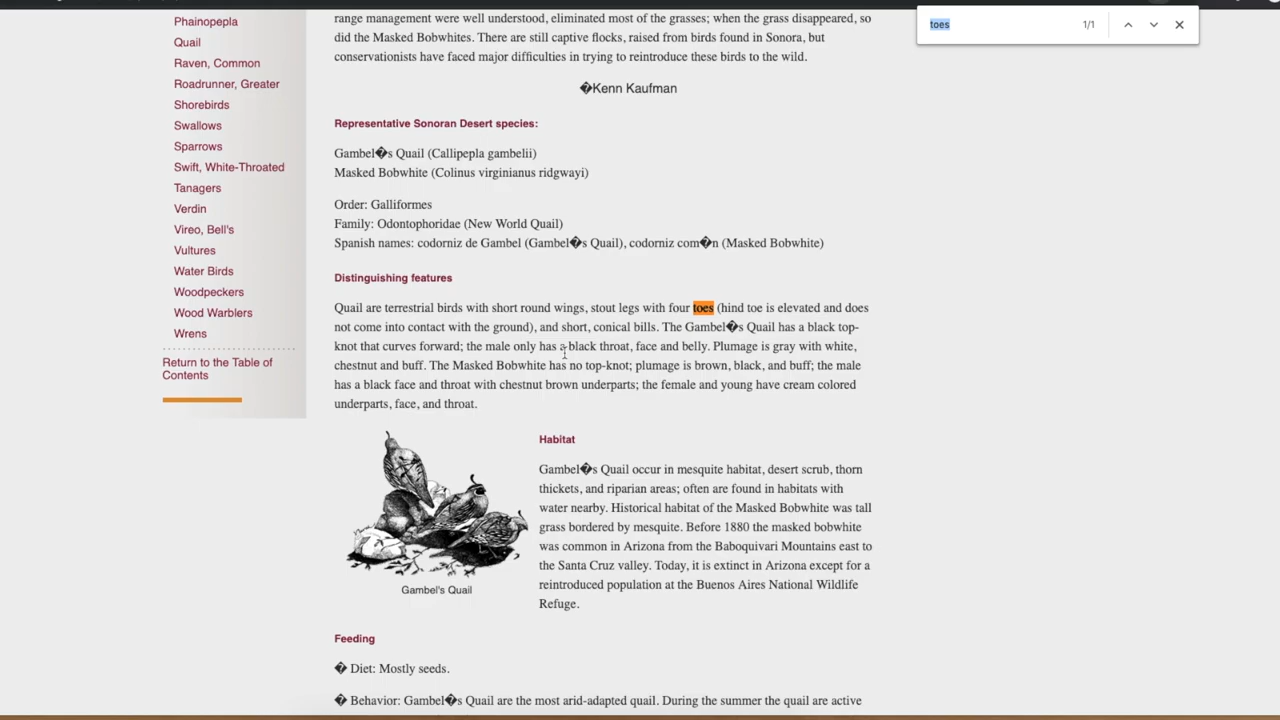 Phainopepla
Quail
Raven, Common
Roadrunner, Greater
Shorebirds
Swallows
Sparrows
Swift, White-Throated
Tanagers
Verdin
Vireo, Bell's
Vultures
Water Birds
Woodpeckers
Wood Warblers
Wrens
Return to the Table of
Contents
range management were well understood, eliminated most of the grasses; when the grass disappeared, so
did the Masked Bobwhites. There are still captive flocks, raised from birds found in Sonora, but
conservationists have faced major difficulties in trying to reintroduce these birds to the wild.
�Kenn Kaufman
Representative Sonoran Desert species:
Gambel�s Quail (Callipepla gambelii)
Masked Bobwhite (Colinus virginianus ridgwayi)
Order: Galliformes
Family: Odontophoridae (New World Quail)
Spanish names: codorniz de Gambel (Gambel�s Quail), codorniz com�n (Masked Bobwhite)
Distinguishing features
Quail are terrestrial birds with short round wings, stout legs with four toes (hind toe is elevated and does
not come into contact with the ground), and short, conical bills. The Gambel�s Quail has a black top-
knot that curves forward; the male only has a black throat, face and belly. Plumage is gray with white,
chestnut and buff. The Masked Bobwhite has no top-knot; plumage is brown, black, and buff; the male
has a black face and throat with chestnut brown underparts; the female and young have cream colored
underparts, face, and throat.
Gambel's Quail
Habitat
Gambel�s Quail occur in mesquite habitat, desert scrub, thorn
thickets, and riparian areas; often are found in habitats with
water nearby. Historical habitat of the Masked Bobwhite was tall
grass bordered by mesquite. Before 1880 the masked bobwhite
was common in Arizona from the Baboquivari Mountains east to
the Santa Cruz valley. Today, it is extinct in Arizona except for a
reintroduced population at the Buenos Aires National Wildlife
Refuge.
Feeding
� Diet: Mostly seeds.
� Behavior: Gambel�s Quail are the most arid-adapted quail. During the summer the quail are active
toes
1/1